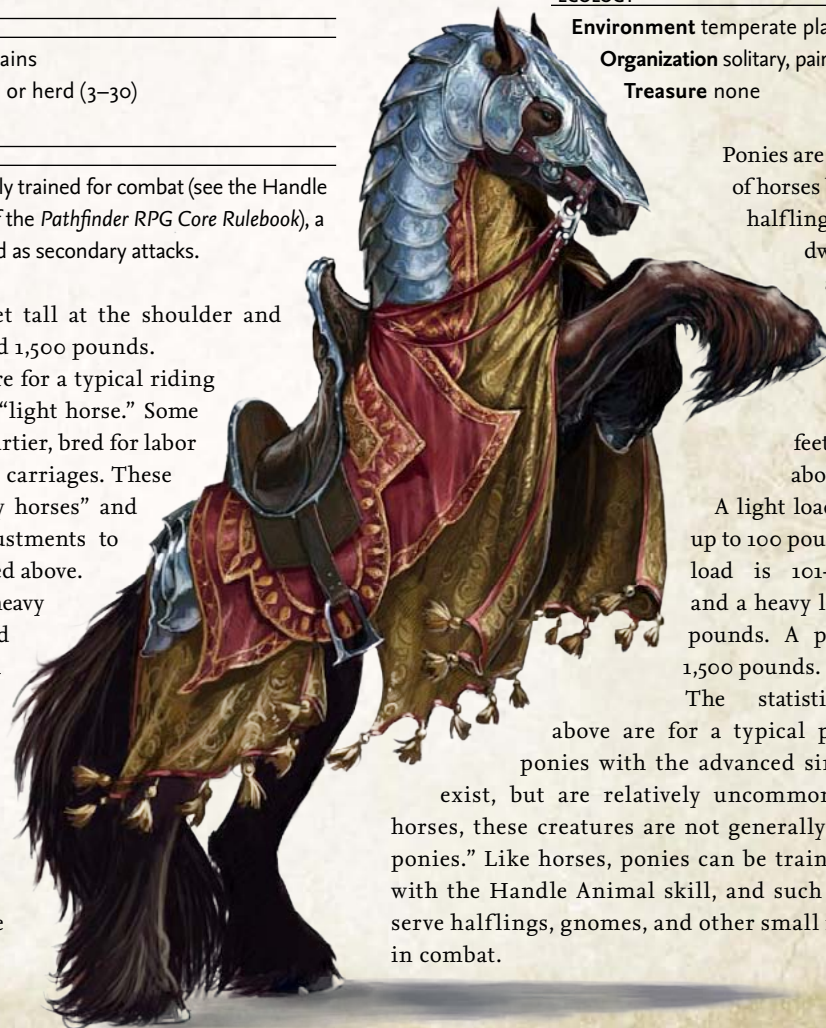 ains
or herd (3–30)
ly trained for combat (see the Handle
f the Pathfinder RPG Core Rulebook), a
d as secondary attacks.
et tall at the shoulder and
d 1,500 pounds.
re for a typical riding
“light horse.” Some
rtier, bred for labor
carriages. These
y horses” and
ustments to
ed above.
heavy
d
e
Environment temperate pla
Organization solitary, pair
Treasure none
Ponies are
of horses
halfling
dw
feet
abo
A light loa
up to 100 pou
load is 101-
and a heavy l
pounds. A p
1,500 pounds.
The statisti
above are for a typical p
ponies with the advanced si
exist, but are relatively uncommon
horses, these creatures are not generally
ponies.” Like horses, ponies can be train
with the Handle Animal skill, and such
serve halflings, gnomes, and other small
in combat.